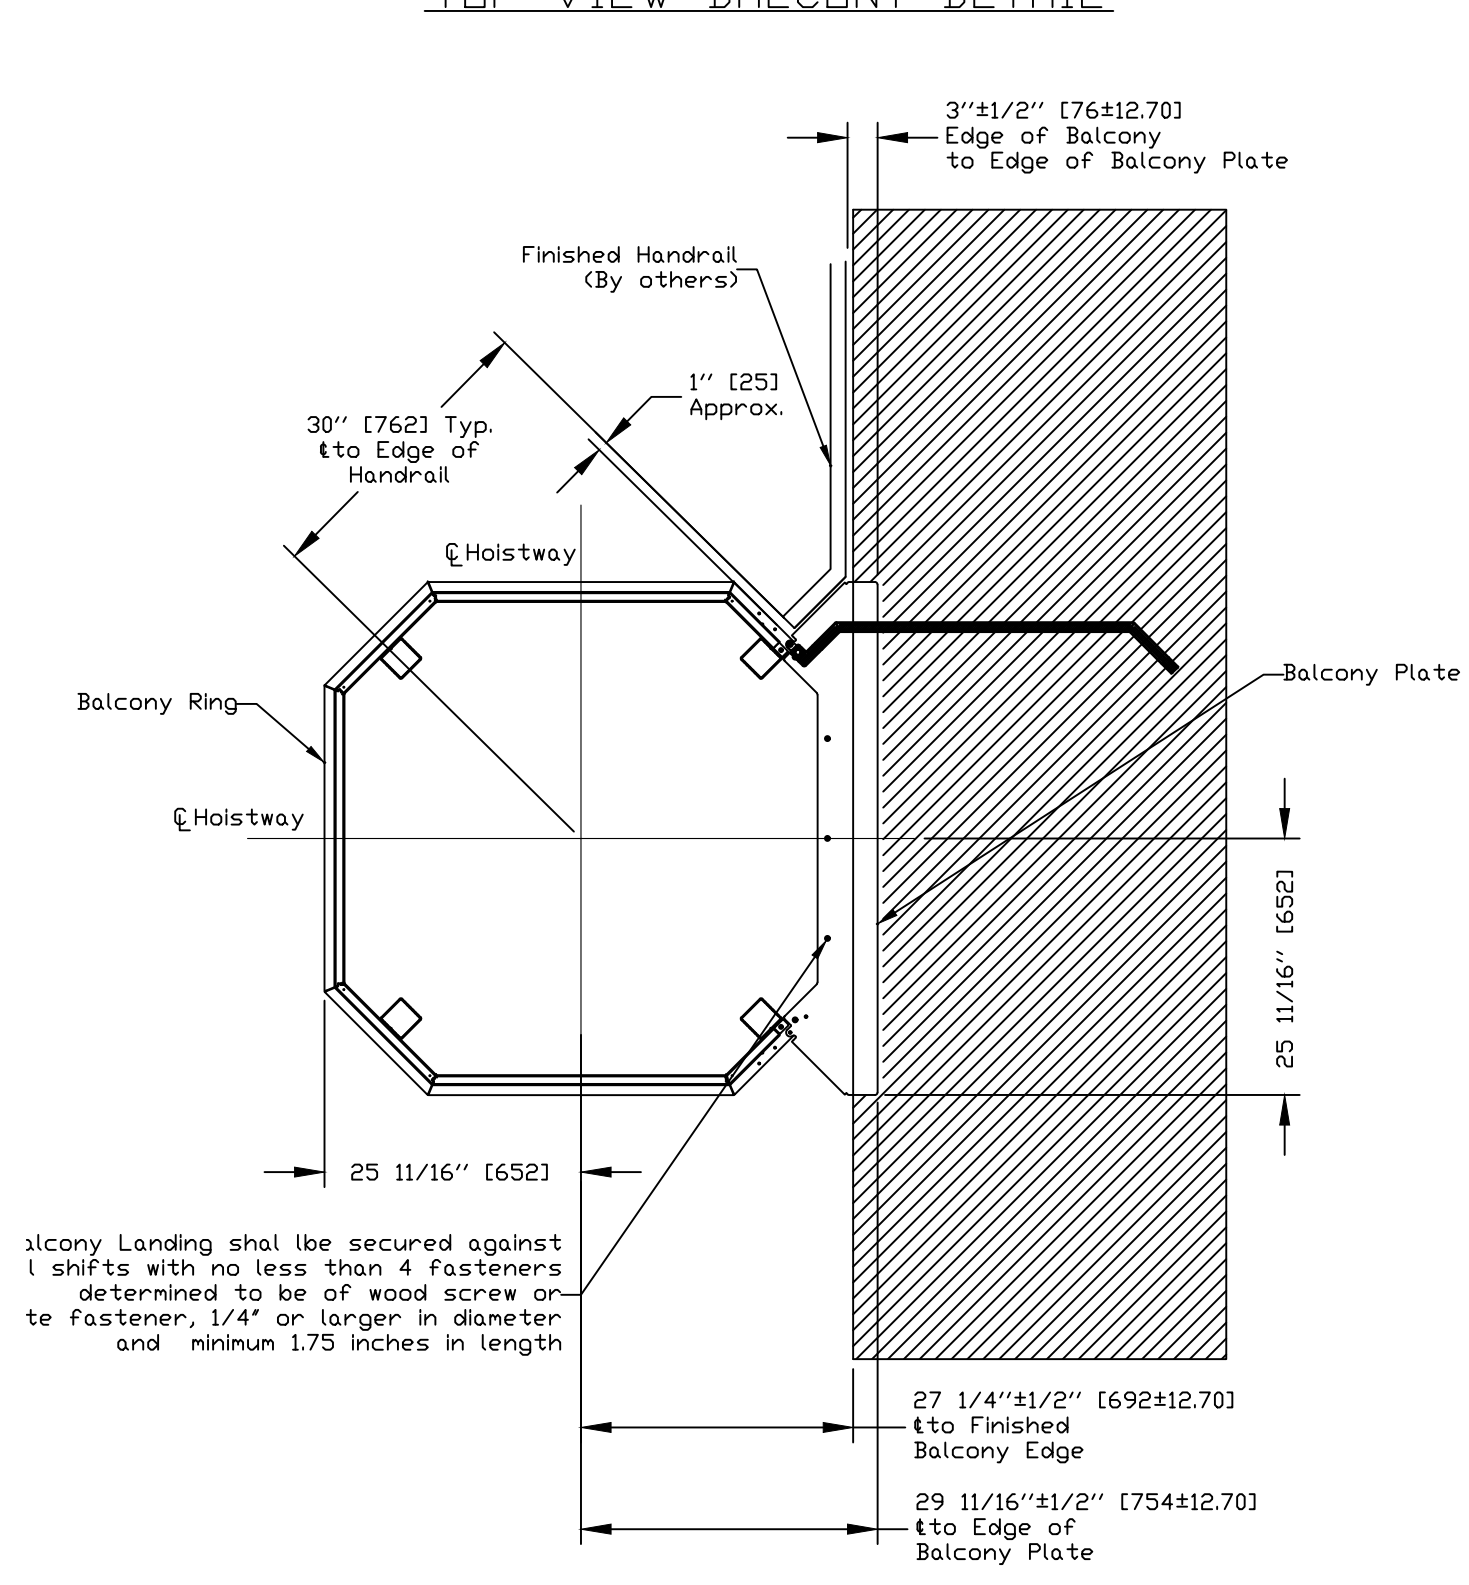 TOP VIEW BALCONY DETAIL
3''±1/2'' [76±12.70]
Edge of Balcony
to Edge of Balcony Plate
Finished Handrail
(By others)
1'' [25]
Approx.
30'' [762] Typ.
℄to Edge of
Handrail
℄ Hoistway
Balcony Plate
Balcony Ring
℄ Hoistway
25 11/16'' [652]
25 11/16'' [652]
alcony Landing shal lbe secured against
l shifts with no less than 4 fasteners
determined to be of wood screw or
te fastener, 1/4" or larger in diameter
and minimum 1.75 inches in length
27 1/4''±1/2'' [692±12.70]
℄to Finished
Balcony Edge
29 11/16''±1/2'' [754±12.70]
℄to Edge of
Balcony Plate